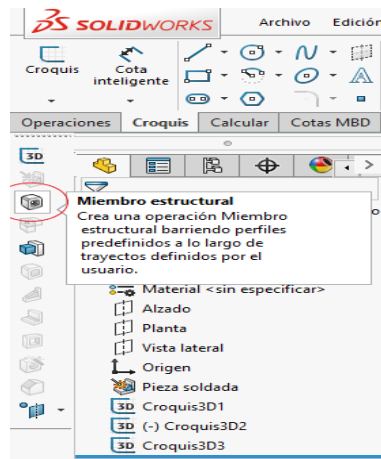 SOLIDWORKS Archivo Edición
Croquis Cota inteligente
Operaciones Croquis Calcular Cotas MBD
3D
Miembro estructural
Crea una operación Miembro
estructural barriendo perfiles
predefinidos a lo largo de
trayectos definidos por el
usuario.
Material <sin especificar>
Alzado
Planta
Vista lateral
Origen
Pieza soldada
3D Croquis3D1
3D (-) Croquis3D2
3D Croquis3D3